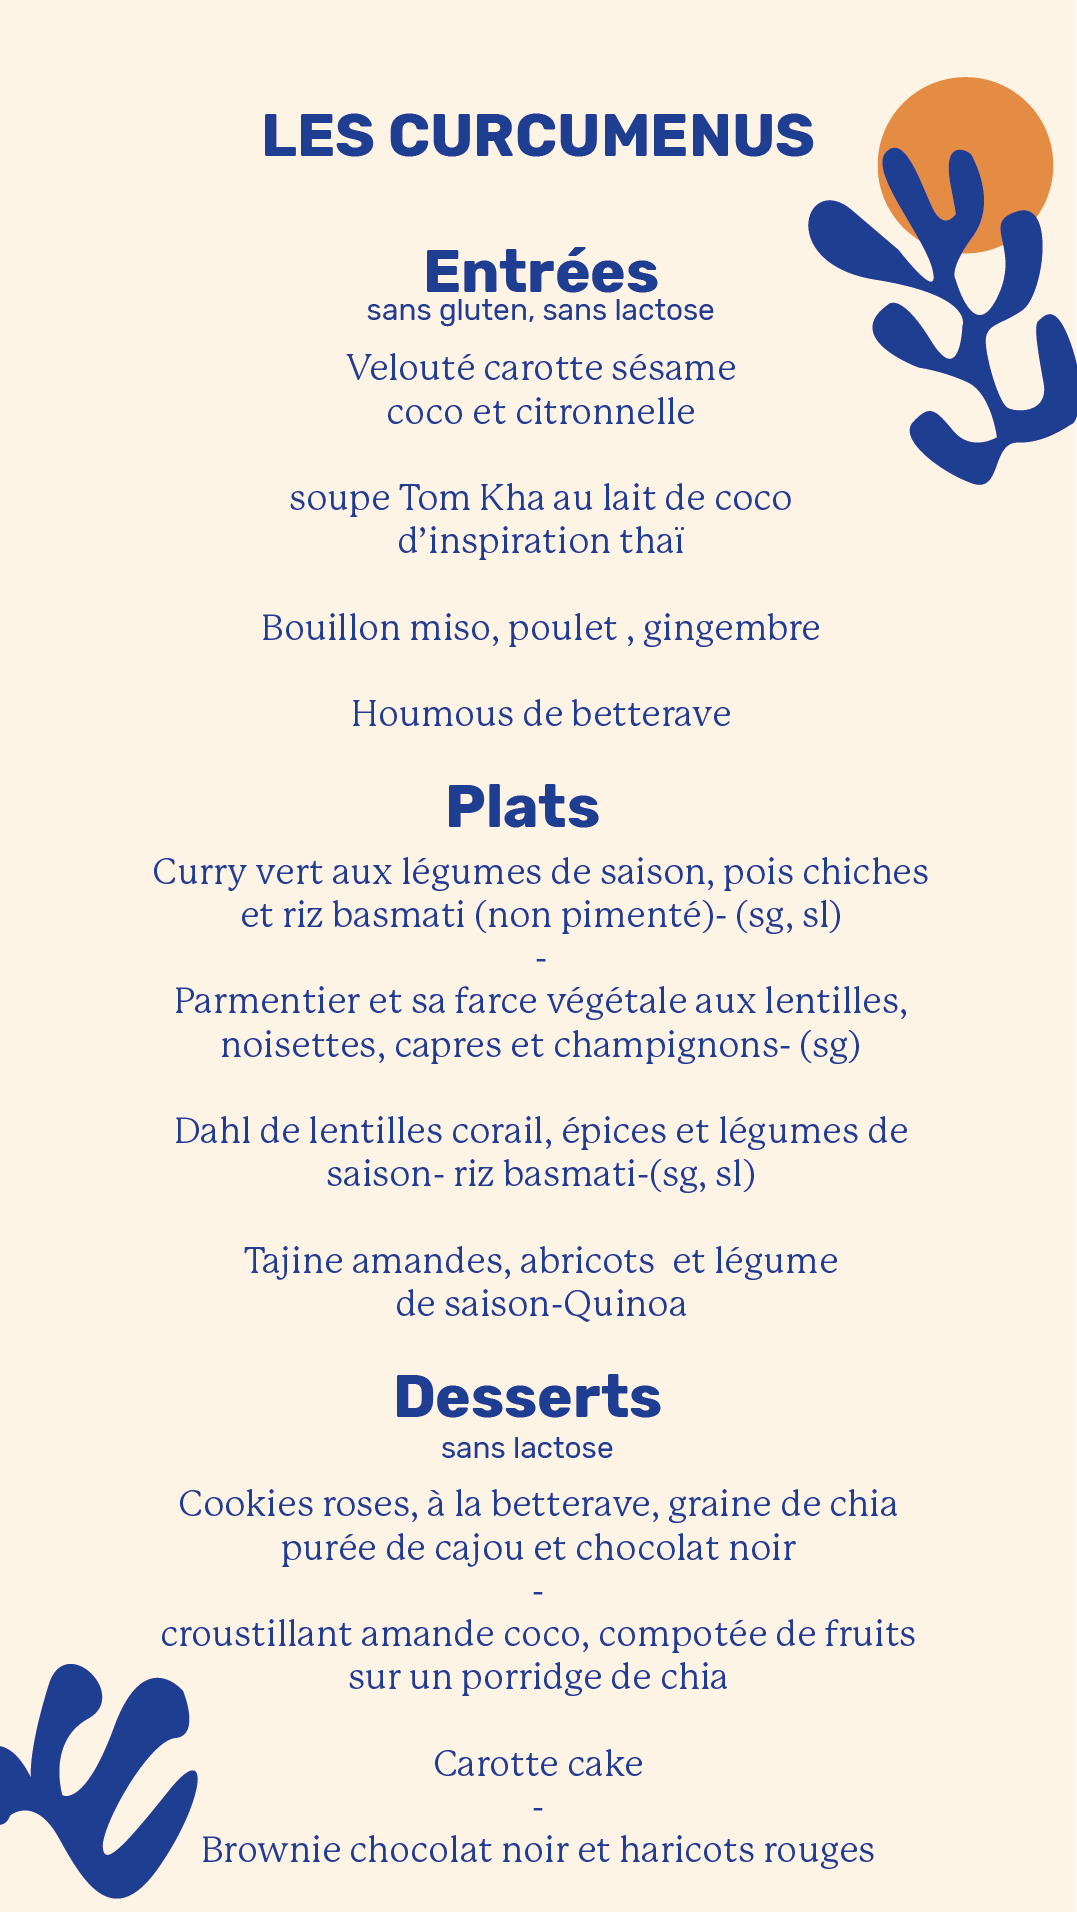 LES CURCUMENUS
Entrées
sans gluten, sans lactose
Velouté carotte sésame
coco et citronnelle
soupe Tom Kha au lait de coco
d’inspiration thaï
Bouillon miso, poulet , gingembre
Houmous de betterave
Plats
Curry vert aux légumes de saison, pois chiches
et riz basmati (non pimenté)- (sg, sl)
-
Parmentier et sa farce végétale aux lentilles,
noisettes, capres et champignons- (sg)
Dahl de lentilles corail, épices et légumes de
saison- riz basmati-(sg, sl)
Tajine amandes, abricots  et légume
de saison-Quinoa
Desserts
sans lactose
Cookies roses, à la betterave, graine de chia
purée de cajou et chocolat noir
-
croustillant amande coco, compotée de fruits
sur un porridge de chia
Carotte cake
-
Brownie chocolat noir et haricots rouges